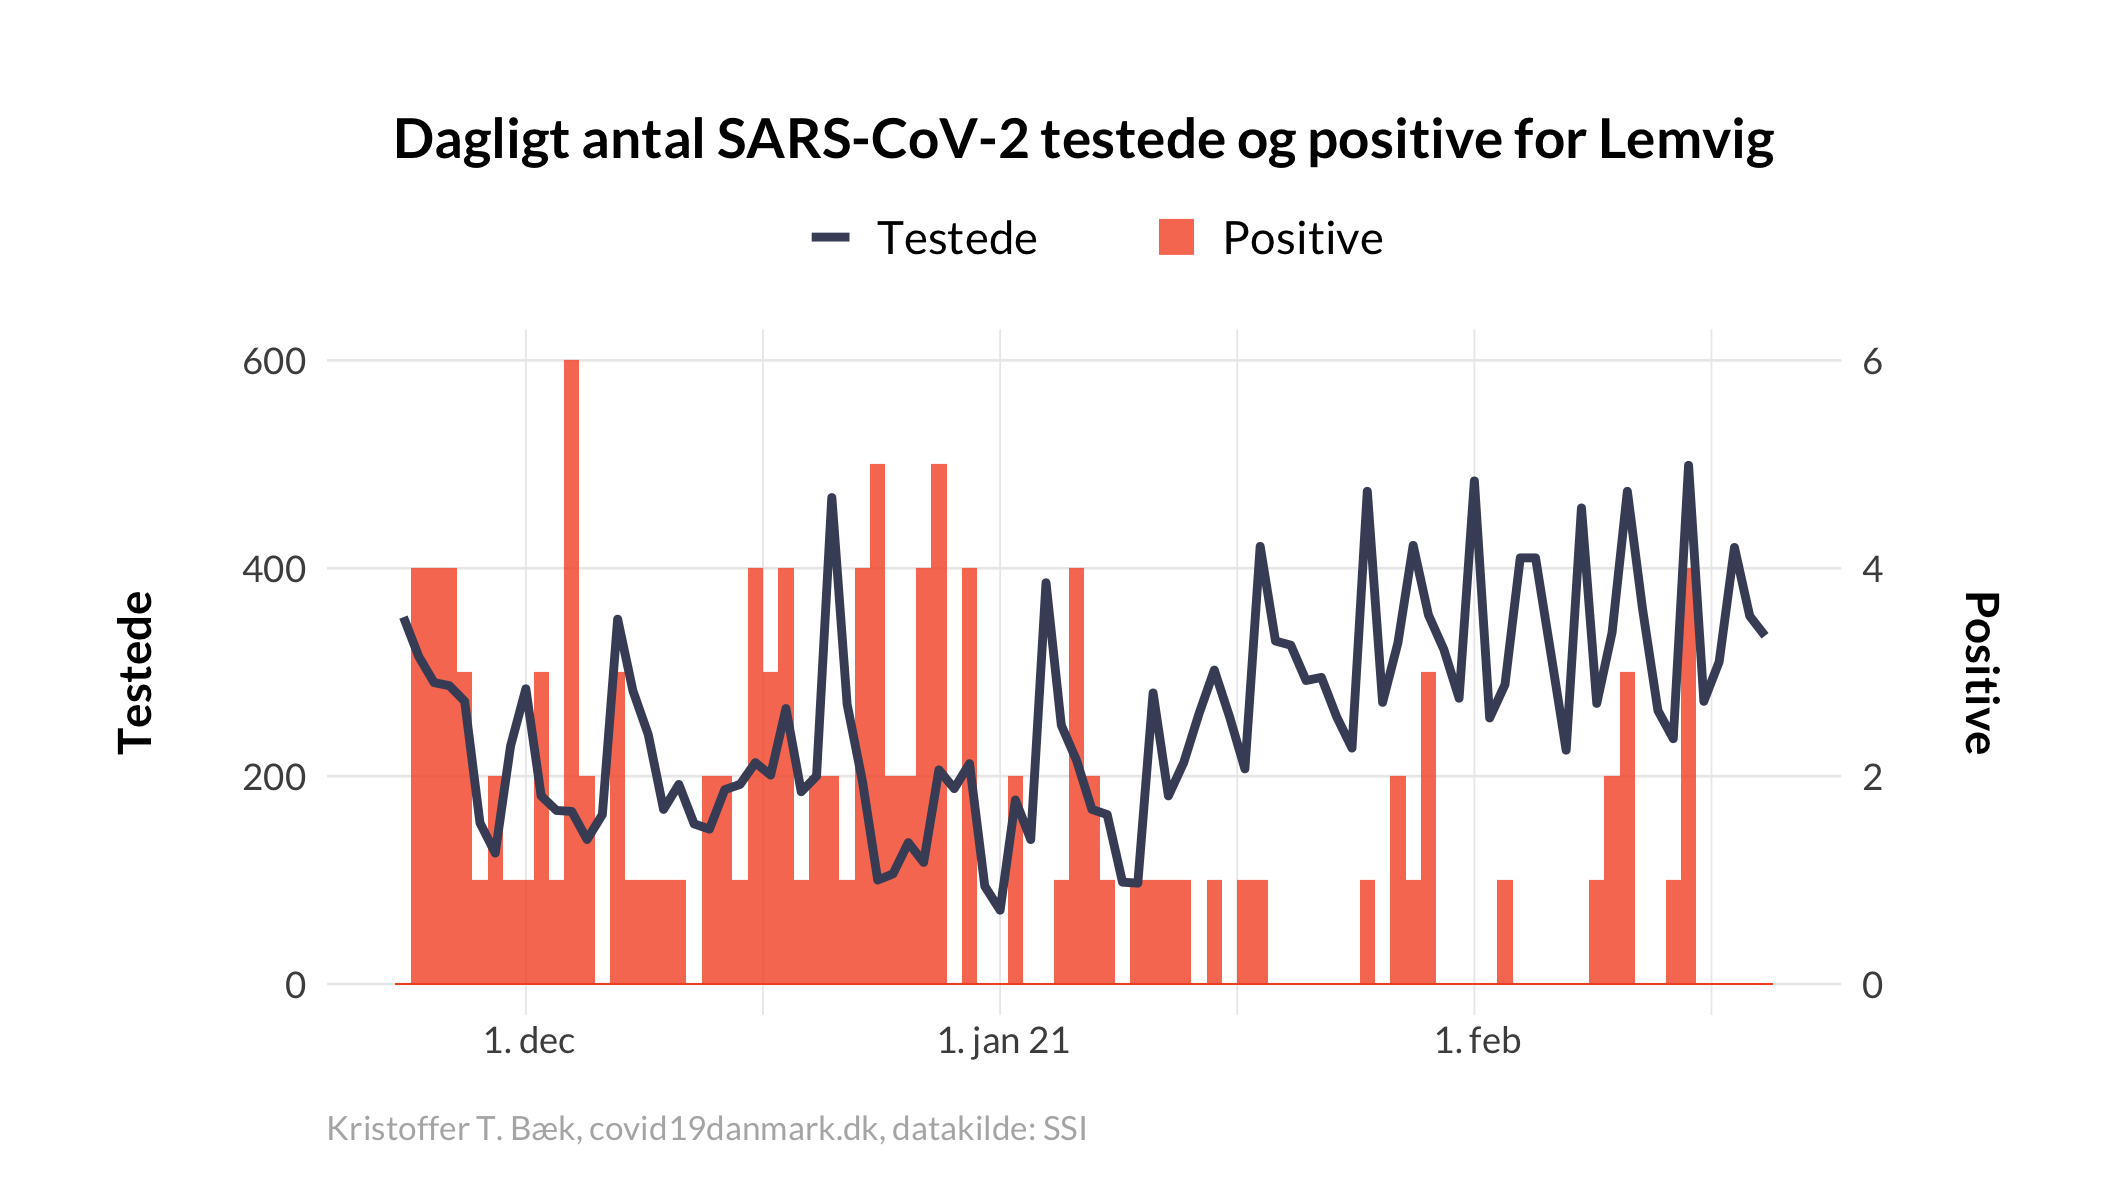 Dagligt antal SARS-CoV-2 testede og positive for Lemvig
Testede
Positive
600
400
200
0
6
4
2
0
Testede
Positive
1. dec
1. jan 21
1. feb
Kristoffer T. Bæk, covid19danmark.dk, datakilde: SSI